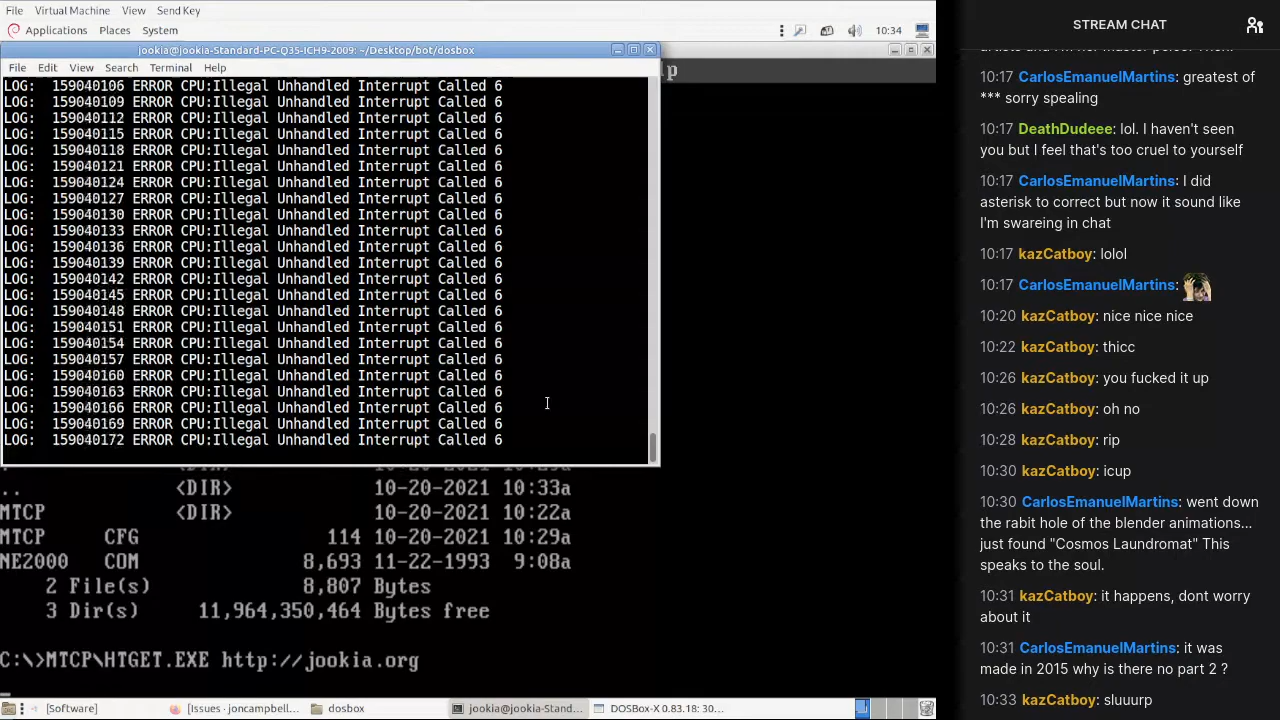 File Virtual Machine View Send Key
Applications Places System 10:34
jookia@jookia-Standard-PC-Q35-ICH9-2009: ~/Desktop/bot/dosbox
File Edit View Search Terminal Help
lp
LOG: 159040106 ERROR CPU:Illegal Unhandled Interrupt Called 6
LOG: 159040109 ERROR CPU:Illegal Unhandled Interrupt Called 6
LOG: 159040112 ERROR CPU:Illegal Unhandled Interrupt Called 6
LOG: 159040115 ERROR CPU:Illegal Unhandled Interrupt Called 6
LOG: 159040118 ERROR CPU:Illegal Unhandled Interrupt Called 6
LOG: 159040121 ERROR CPU:Illegal Unhandled Interrupt Called 6
LOG: 159040124 ERROR CPU:Illegal Unhandled Interrupt Called 6
LOG: 159040127 ERROR CPU:Illegal Unhandled Interrupt Called 6
LOG: 159040130 ERROR CPU:Illegal Unhandled Interrupt Called 6
LOG: 159040133 ERROR CPU:Illegal Unhandled Interrupt Called 6
LOG: 159040136 ERROR CPU:Illegal Unhandled Interrupt Called 6
LOG: 159040139 ERROR CPU:Illegal Unhandled Interrupt Called 6
LOG: 159040142 ERROR CPU:Illegal Unhandled Interrupt Called 6
LOG: 159040145 ERROR CPU:Illegal Unhandled Interrupt Called 6
LOG: 159040148 ERROR CPU:Illegal Unhandled Interrupt Called 6
LOG: 159040151 ERROR CPU:Illegal Unhandled Interrupt Called 6
LOG: 159040154 ERROR CPU:Illegal Unhandled Interrupt Called 6
LOG: 159040157 ERROR CPU:Illegal Unhandled Interrupt Called 6
LOG: 159040160 ERROR CPU:Illegal Unhandled Interrupt Called 6
LOG: 159040163 ERROR CPU:Illegal Unhandled Interrupt Called 6
LOG: 159040166 ERROR CPU:Illegal Unhandled Interrupt Called 6
LOG: 159040169 ERROR CPU:Illegal Unhandled Interrupt Called 6
LOG: 159040172 ERROR CPU:Illegal Unhandled Interrupt Called 6
.. <DIR> 10-20-2021 10:33a
MTCP <DIR> 10-20-2021 10:22a
MTCP CFG 114 10-20-2021 10:29a
NE2000 COM 8,693 11-22-1993 9:08a
2 File(s) 8,807 Bytes
3 Dir(s) 11,964,350,464 Bytes free
C:\>MTCP\HTGET.EXE http://jookia.org
[Software] [Issues · joncampbell... dosbox jookia@jookia-Stand... DOSBox-X 0.83.18: 30...
STREAM CHAT
10:17 CarlosEmanuelMartins: greatest of
*** sorry spealing
10:17 DeathDudeee: lol. I haven't seen
you but I feel that's too cruel to yourself
10:17 CarlosEmanuelMartins: I did
asterisk to correct but now it sound like
I'm swareing in chat
10:17 kazCatboy: lolol
10:17 CarlosEmanuelMartins:
10:20 kazCatboy: nice nice nice
10:22 kazCatboy: thicc
10:26 kazCatboy: you fucked it up
10:26 kazCatboy: oh no
10:28 kazCatboy: rip
10:30 kazCatboy: icup
10:30 CarlosEmanuelMartins: went down
the rabit hole of the blender animations...
just found "Cosmos Laundromat" This
speaks to the soul.
10:31 kazCatboy: it happens, dont worry
about it
10:31 CarlosEmanuelMartins: it was
made in 2015 why is there no part 2 ?
10:33 kazCatboy: sluuurp